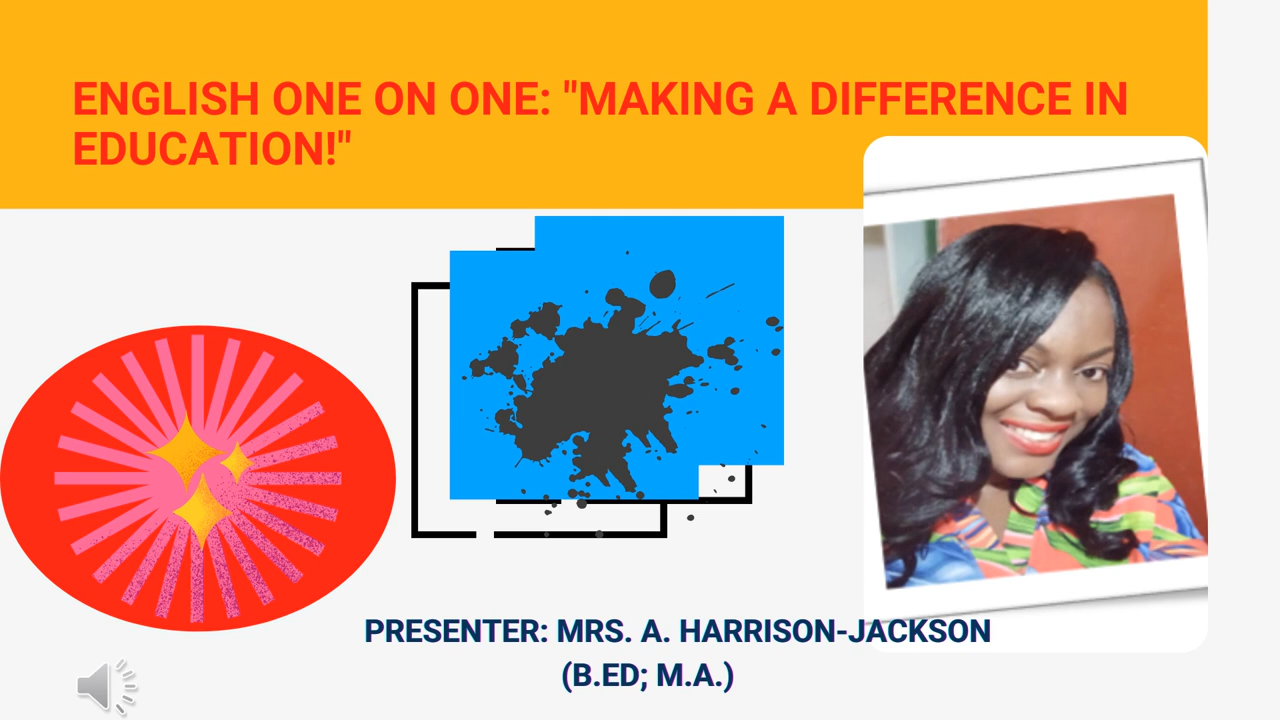 ENGLISH ONE ON ONE: "MAKING A DIFFERENCE IN
EDUCATION!"
PRESENTER: MRS. A. HARRISON-JACKSON
(B.ED; M.A.)